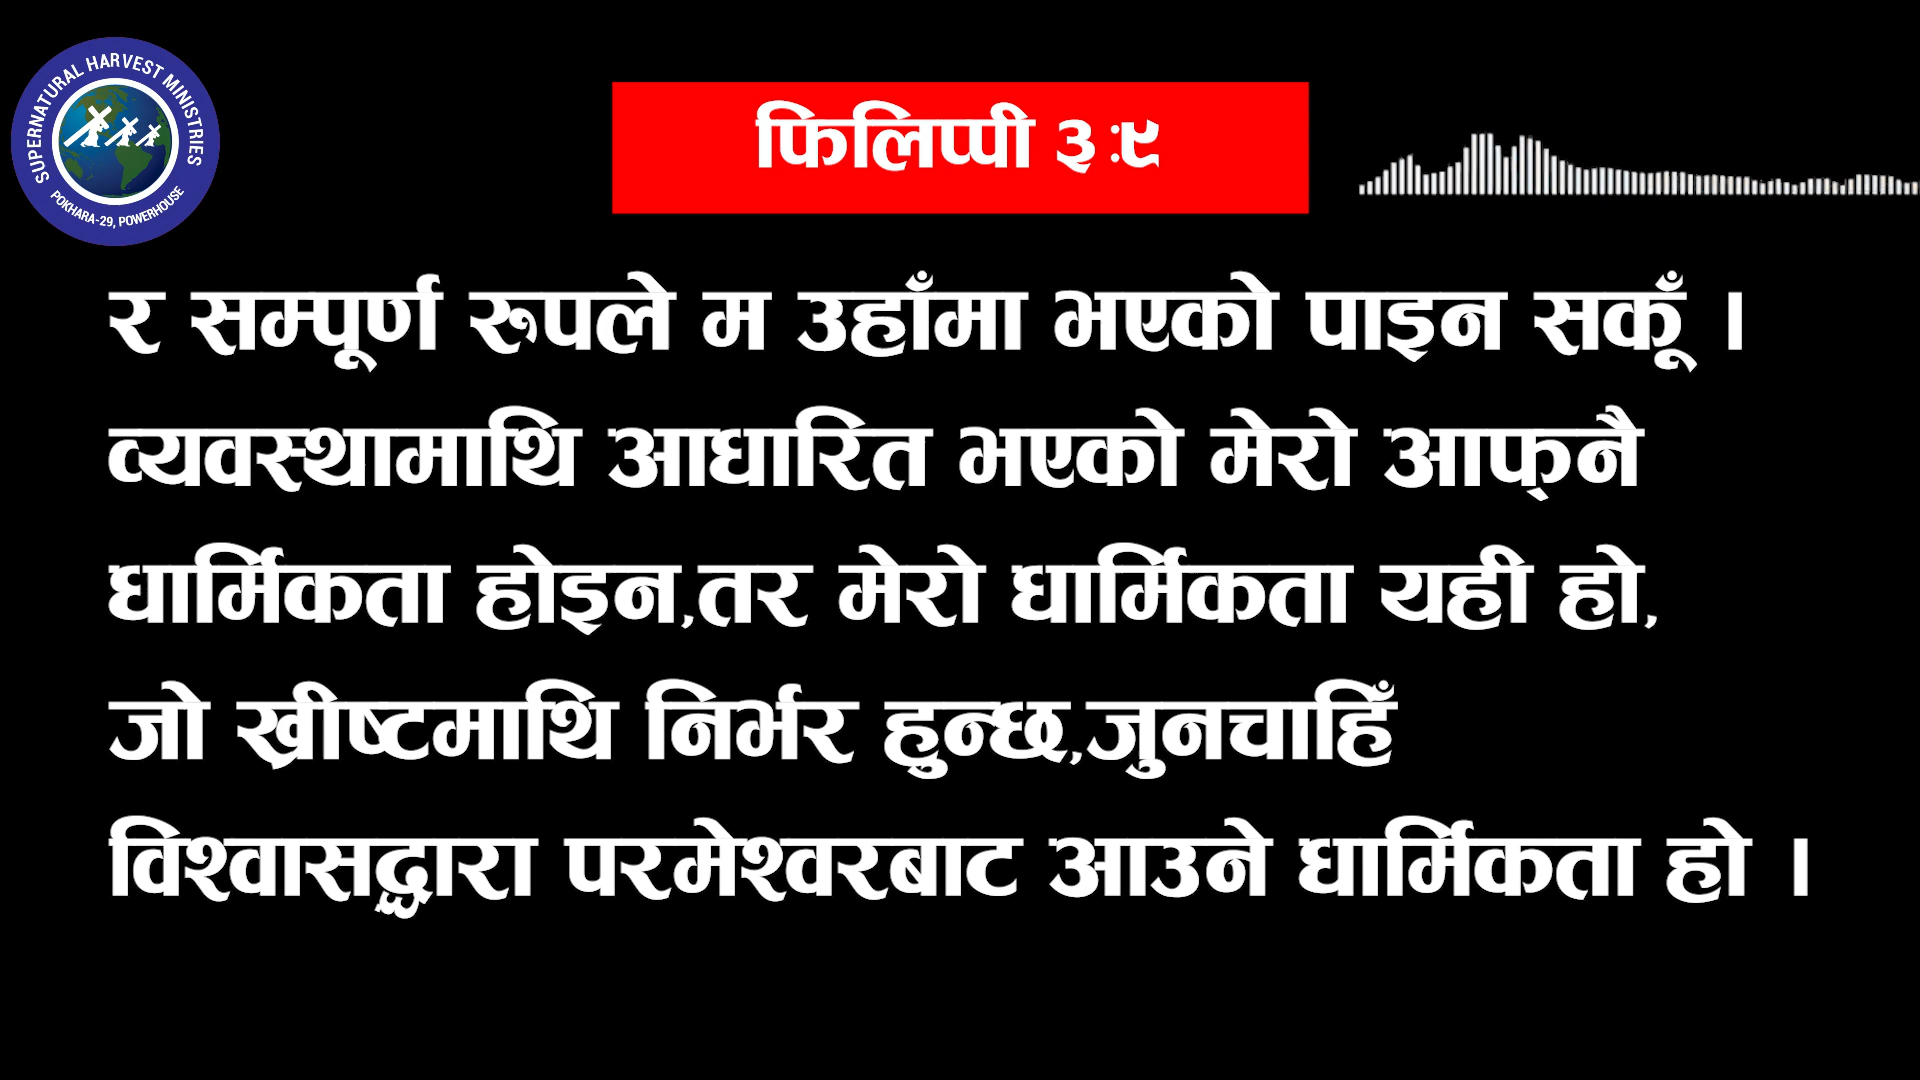 SUPERNATURAL HARVEST MINISTRIES
POKHARA-29, POWERHOUSE
फिलिप्पी ३:९
र सम्पूर्ण रुपले म उहाँमा भएको पाइन सकूँ ।
व्यवस्थामाथि आधारित भएको मेरो आफ्‌नै
धार्मिकता होइन,तर मेरो धार्मिकता यही हो,
जो ख्रीष्टमाथि निर्भर हुन्छ,जुनचाहिँ
विश्वासद्वारा परमेश्वरबाट आउने धार्मिकता हो ।